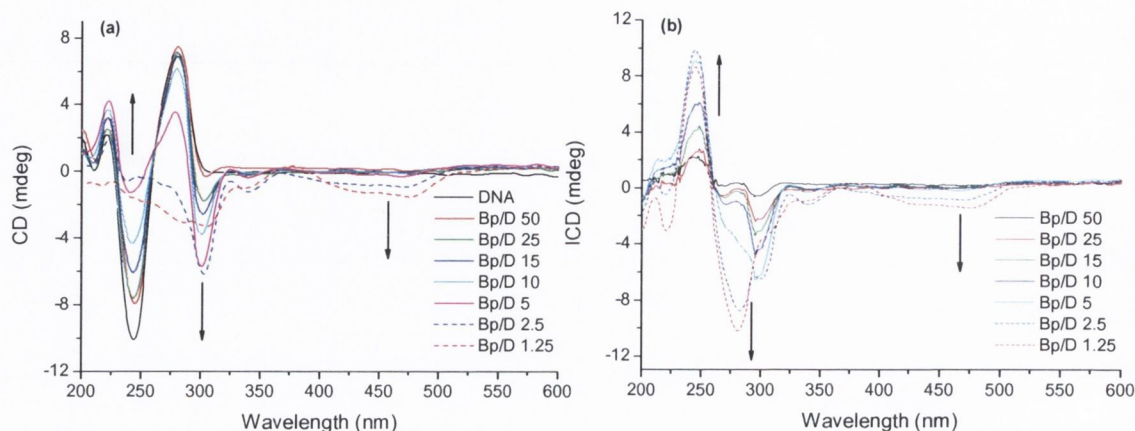 (a)
8
4
0
-4
-8
-12
CD (mdeg)
200 250 300 350 400 450 500 550 600
Wavelength (nm)
DNA
Bp/D 50
Bp/D 25
Bp/D 15
Bp/D 10
Bp/D 5
Bp/D 2.5
Bp/D 1.25
(b)
12
8
4
0
-4
-8
-12
ICD (mdeg)
200 250 300 350 400 450 500 550 600
Wavelength (nm)
Bp/D 50
Bp/D 25
Bp/D 15
Bp/D 10
Bp/D 5
Bp/D 2.5
Bp/D 1.25